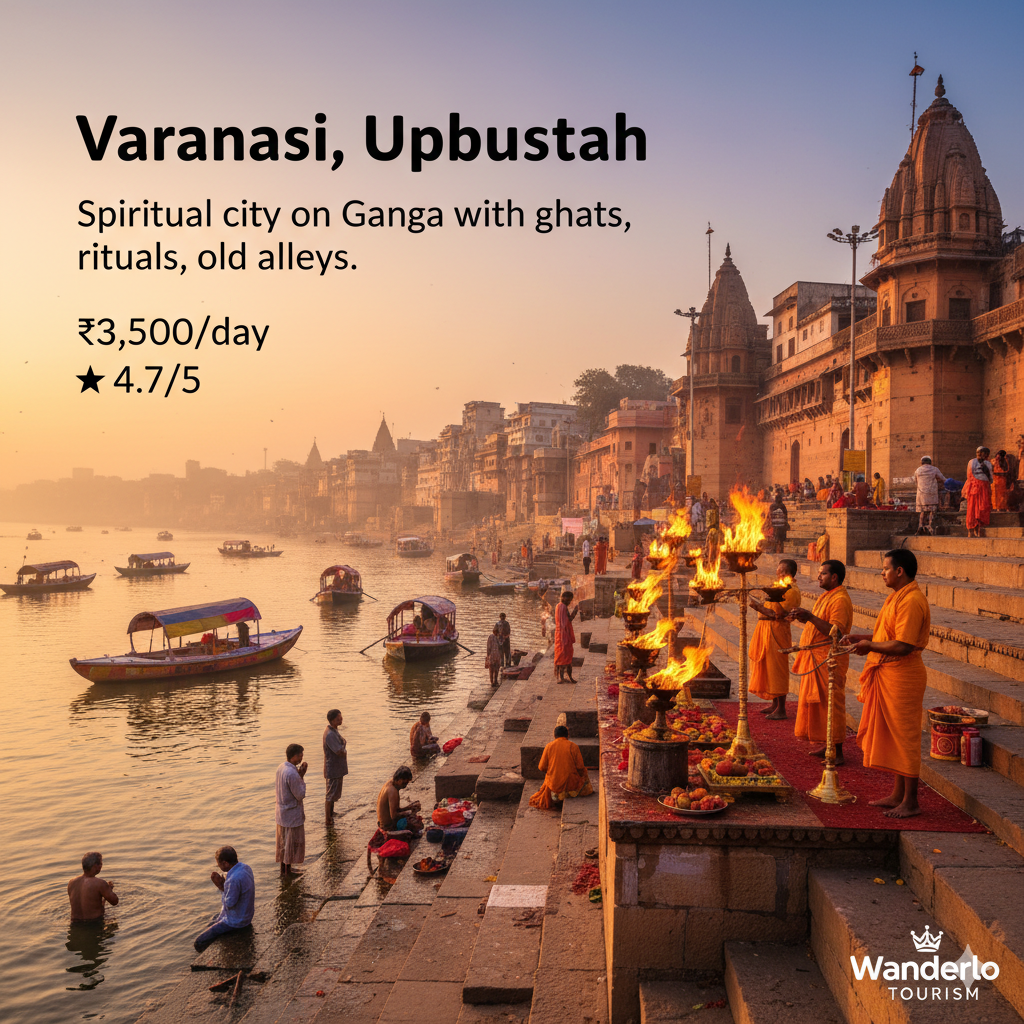 Varanasi, Upbustah
Spiritual city on Ganga with ghats,
rituals, old alleys.
₹3,500/day
★ 4.7/5
Wanderlo
TOURISM